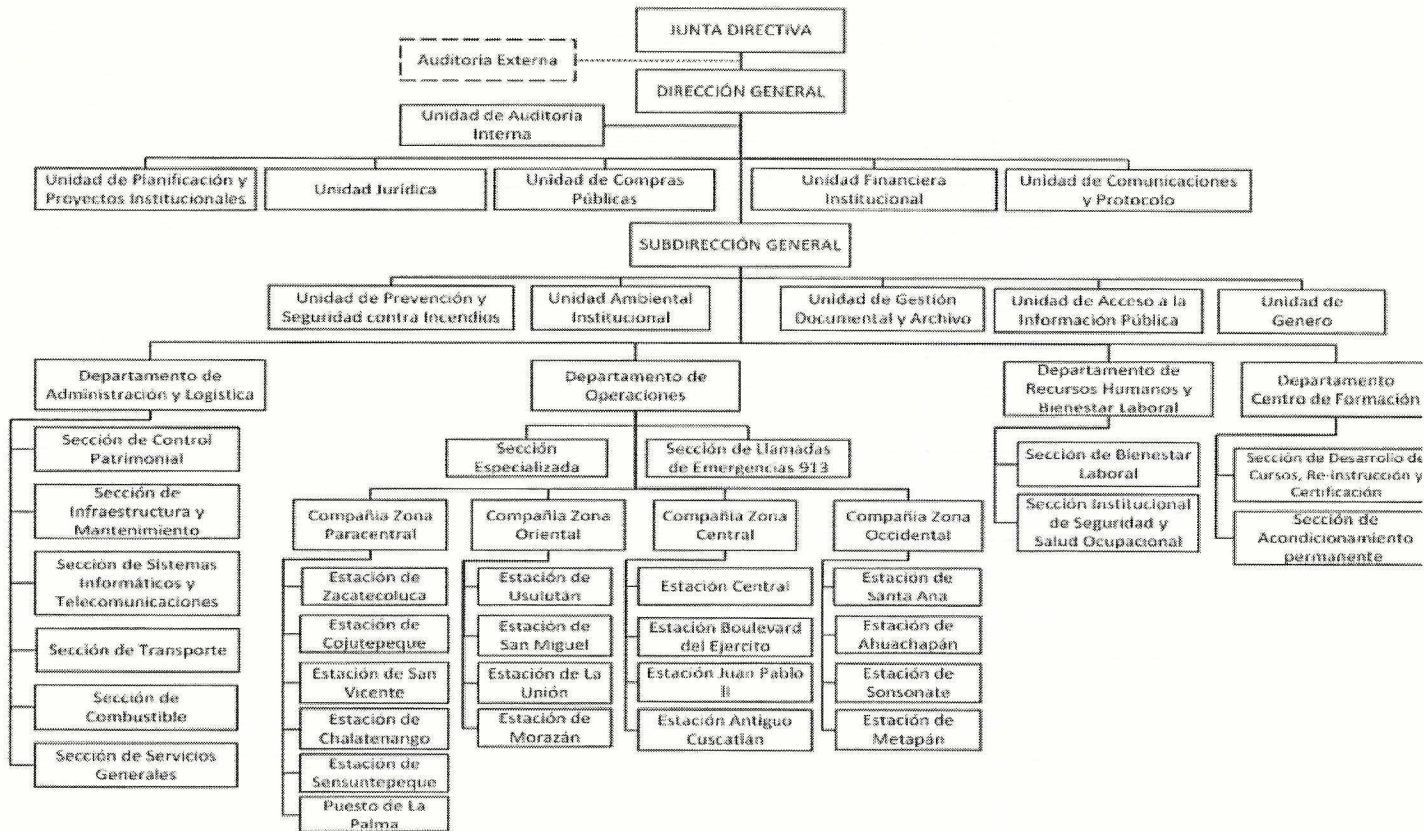 JUNTA DIRECTIVA
Auditoria Externa
DIRECCIÓN GENERAL
Unidad de Auditoria
Interna
Unidad de Planificación y
Proyectos Institucionales
Unidad Jurídica
Unidad de Compras
Públicas
Unidad Financiera
Institucional
Unidad de Comunicaciones
y Protocolo
SUBDIRECCIÓN GENERAL
Unidad de Prevención y
Seguridad contra Incendios
Unidad Ambiental
Institucional
Unidad de Gestión
Documental y Archivo
Unidad de Acceso a la
Información Pública
Unidad de
Genero
Departamento de
Administración y Logística
Sección de Control
Patrimonial
Sección de
Infraestructura y
Mantenimiento
Sección de Sistemas
Informáticos y
Telecomunicaciones
Sección de Transporte
Sección de
Combustible
Sección de Servicios
Generales
Departamento de
Operaciones
Sección
Especializada
Sección de Llamadas
de Emergencias 913
Compañía Zona
Paracentral
Estación de
Zacatecoluca
Estación de
Cojutepeque
Estación de San
Vicente
Estación de
Chalatenango
Estación de
Sensuntepeque
Puesto de La
Palma
Compañía Zona
Oriental
Estación de
Usulután
Estación de
San Miguel
Estación de La
Unión
Estación de
Morazán
Compañía Zona
Central
Estación Central
Estación Boulevard
del Ejercito
Estación Juan Pablo
II
Estación Antiguo
Cuscatlán
Compañía Zona
Occidental
Estación de
Santa Ana
Estación de
Ahuachapán
Estación de
Sonsonate
Estación de
Metapán
Departamento de
Recursos Humanos y
Bienestar Laboral
Sección de Bienestar
Laboral
Sección Institucional
de Seguridad y
Salud Ocupacional
Departamento
Centro de Formación
Sección de Desarrollo de
Cursos, Re-instrucción y
Certificación
Sección de
Acondicionamiento
permanente